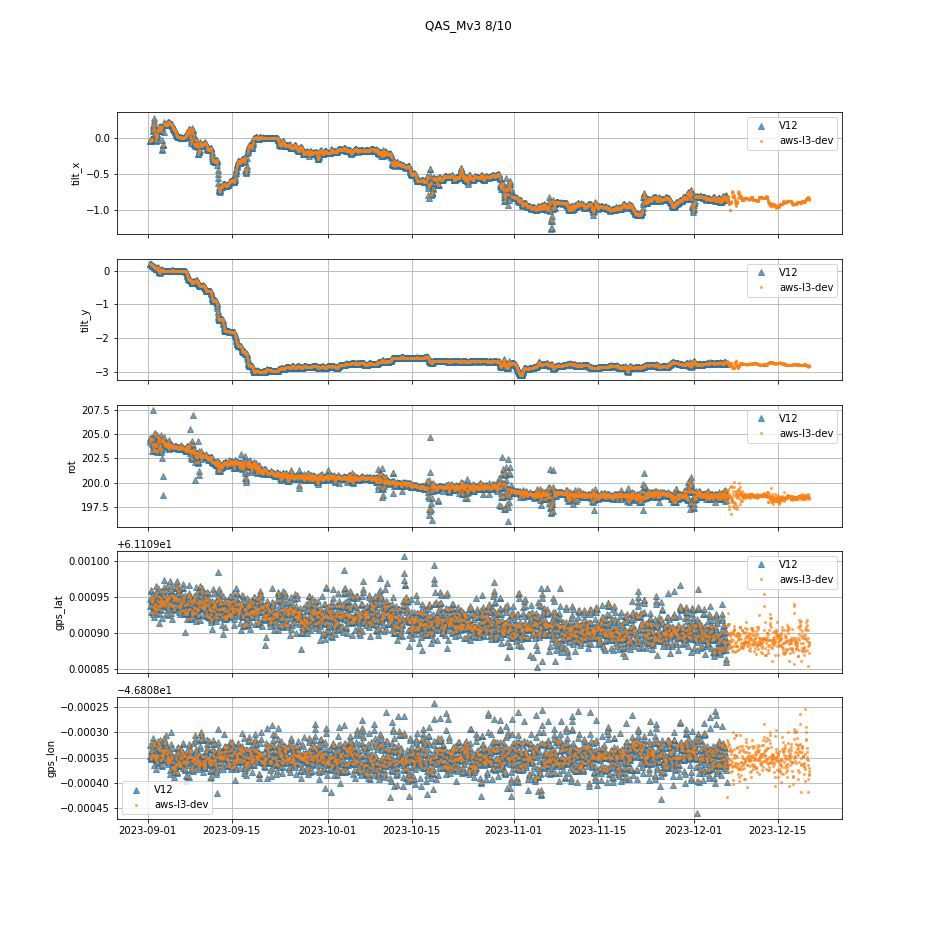 QAS_Mv3 8/10
V12
aws-l3-dev
tilt_x
0.0
−0.5
−1.0
V12
aws-l3-dev
tilt_y
0
−1
−2
−3
V12
aws-l3-dev
rot
207.5
205.0
202.5
200.0
197.5
+6.1109e1
V12
aws-l3-dev
gps_lat
0.00100
0.00095
0.00090
0.00085
−4.6808e1
V12
aws-l3-dev
gps_lon
−0.00025
−0.00030
−0.00035
−0.00040
−0.00045
2023-09-01 2023-09-15 2023-10-01 2023-10-15 2023-11-01 2023-11-15 2023-12-01 2023-12-15